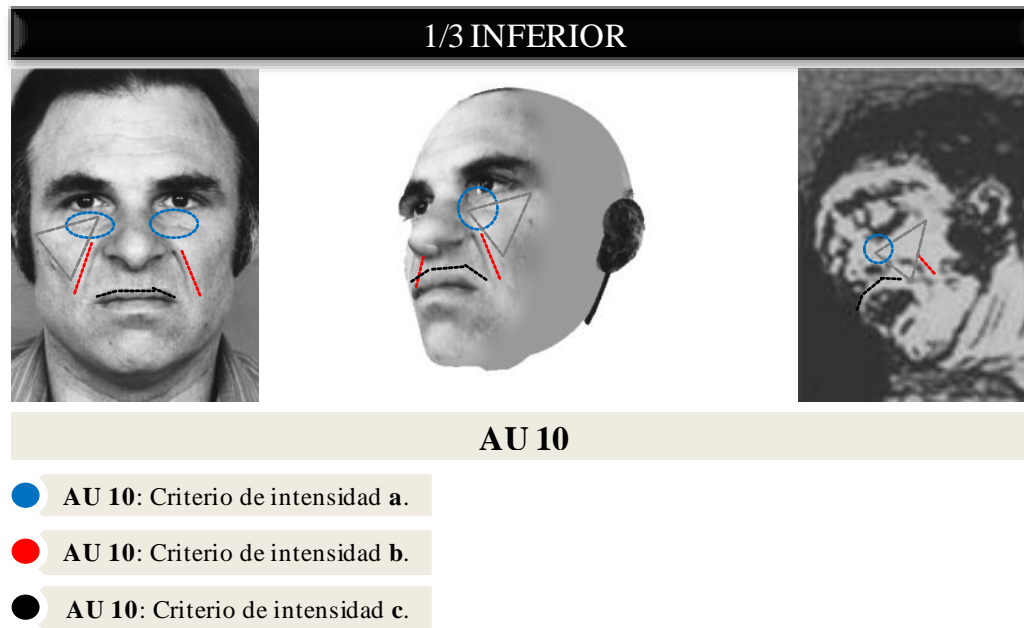 1/3 INFERIOR
AU 10
AU 10: Criterio de intensidad a.
AU 10: Criterio de intensidad b.
AU 10: Criterio de intensidad c.